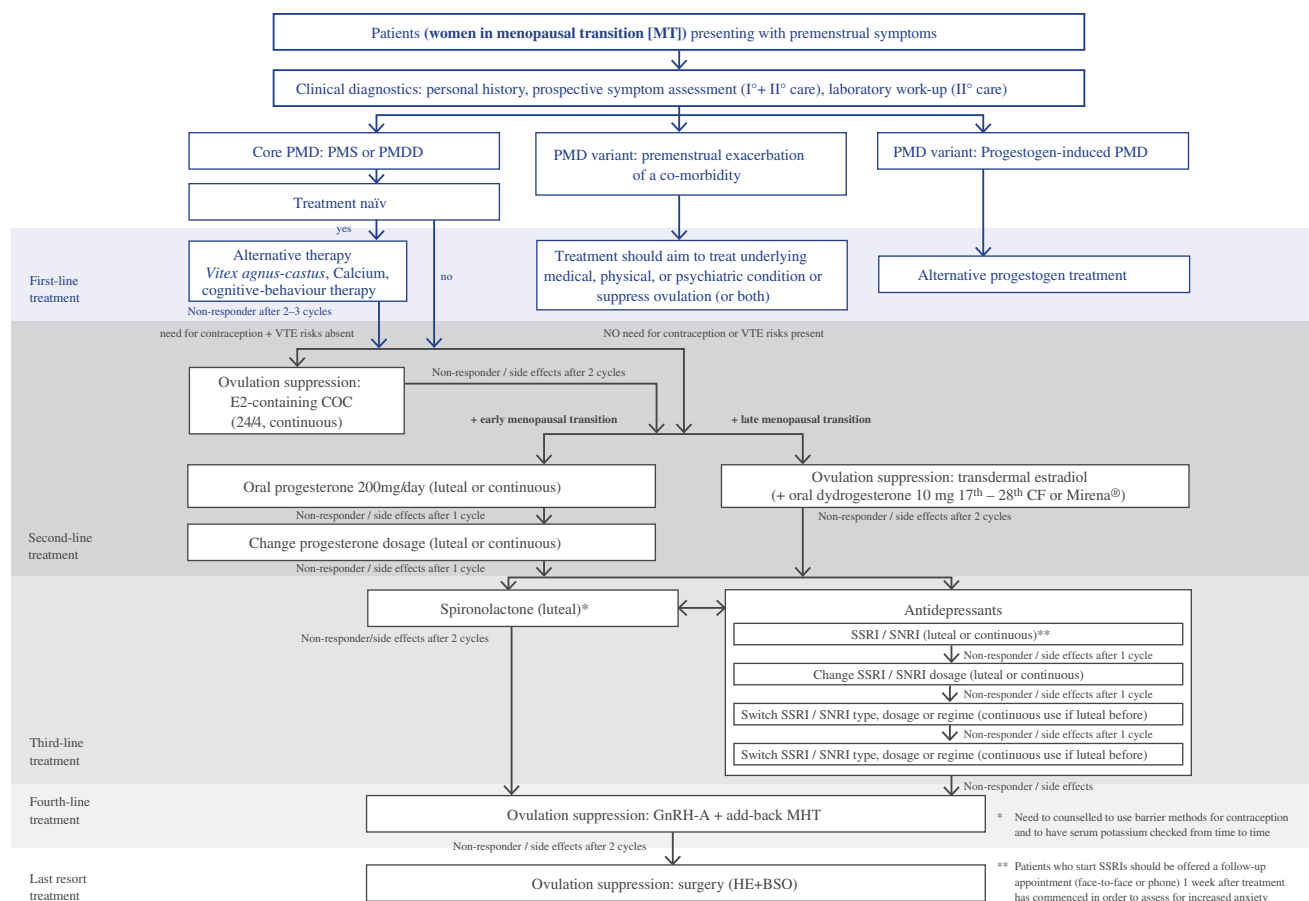 Patients (women in menopausal transition [MT]) presenting with premenstrual symptoms
Clinical diagnostics: personal history, prospective symptom assessment (I°+ II° care), laboratory work-up (II° care)
Core PMD: PMS or PMDD
PMD variant: premenstrual exacerbation
of a co-morbidity
PMD variant: Progestogen-induced PMD
Treatment naïv
yes
no
First-line
treatment
Alternative therapy
Vitex agnus-castus, Calcium,
cognitive-behaviour therapy
Treatment should aim to treat underlying
medical, physical, or psychiatric condition or
suppress ovulation (or both)
Alternative progestogen treatment
Non-responder after 2–3 cycles
need for contraception + VTE risks absent
NO need for contraception or VTE risks present
Ovulation suppression:
E2-containing COC
(24/4, continuous)
Non-responder / side effects after 2 cycles
+ early menopausal transition
+ late menopausal transition
Oral progesterone 200mg/day (luteal or continuous)
Ovulation suppression: transdermal estradiol
(+ oral dydrogesterone 10 mg 17th – 28th CF or Mirena®)
Non-responder / side effects after 1 cycle
Non-responder / side effects after 2 cycles
Second-line
treatment
Change progesterone dosage (luteal or continuous)
Non-responder / side effects after 1 cycle
Spironolactone (luteal)*
Non-responder/side effects after 2 cycles
Antidepressants
SSRI / SNRI (luteal or continuous)**
Non-responder / side effects after 1 cycle
Change SSRI / SNRI dosage (luteal or continuous)
Non-responder / side effects after 1 cycle
Switch SSRI / SNRI type, dosage or regime (continuous use if luteal before)
Non-responder / side effects after 1 cycle
Switch SSRI / SNRI type, dosage or regime (continuous use if luteal before)
Third-line
treatment
Non-responder / side effects
Fourth-line
treatment
Ovulation suppression: GnRH-A + add-back MHT
* Need to counselled to use barrier methods for contraception
and to have serum potassium checked from time to time
Non-responder / side effects after 2 cycles
Last resort
treatment
Ovulation suppression: surgery (HE+BSO)
** Patients who start SSRIs should be offered a follow-up
appointment (face-to-face or phone) 1 week after treatment
has commenced in order to assess for increased anxiety